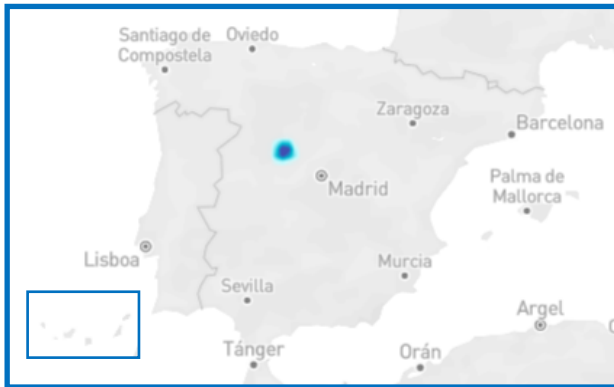 Santiago de
Compostela
Oviedo
Zaragoza
Barcelona
Madrid
Palma de
Mallorca
Lisboa
Murcia
Sevilla
Argel
Tánger
Orán